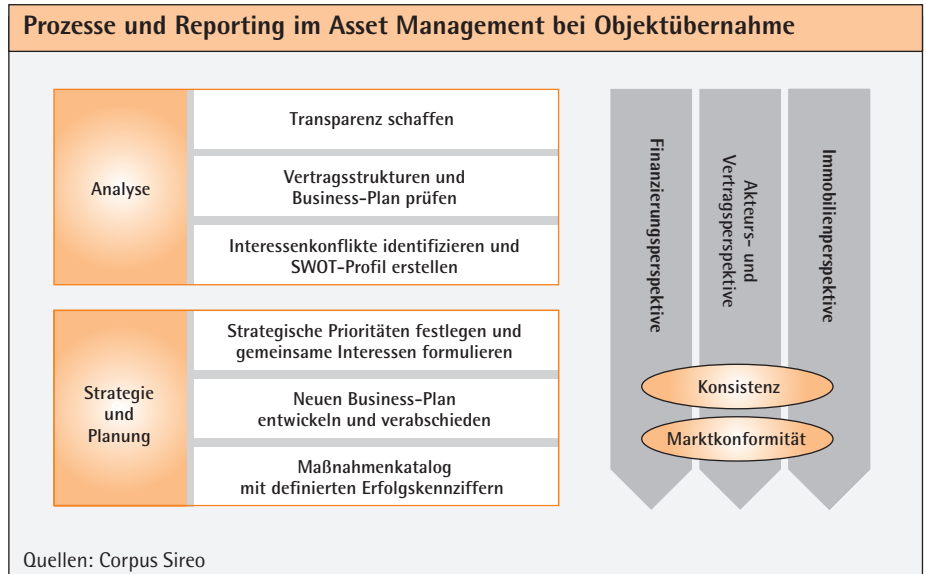 Prozesse und Reporting im Asset Management bei Objektübernahme
Analyse
Transparenz schaffen
Vertragsstrukturen und
Business-Plan prüfen
Interessenkonflikte identifizieren und
SWOT-Profil erstellen
Strategie
und
Planung
Strategische Prioritäten festlegen und
gemeinsame Interessen formulieren
Neuen Business-Plan
entwickeln und verabschieden
Maßnahmenkatalog
mit definierten Erfolgskennziffern
Finanzierungsperspektive
Akteurs- und
Vertragsperspektive
Immobilienperspektive
Konsistenz
Marktkonformität
Quellen: Corpus Sireo